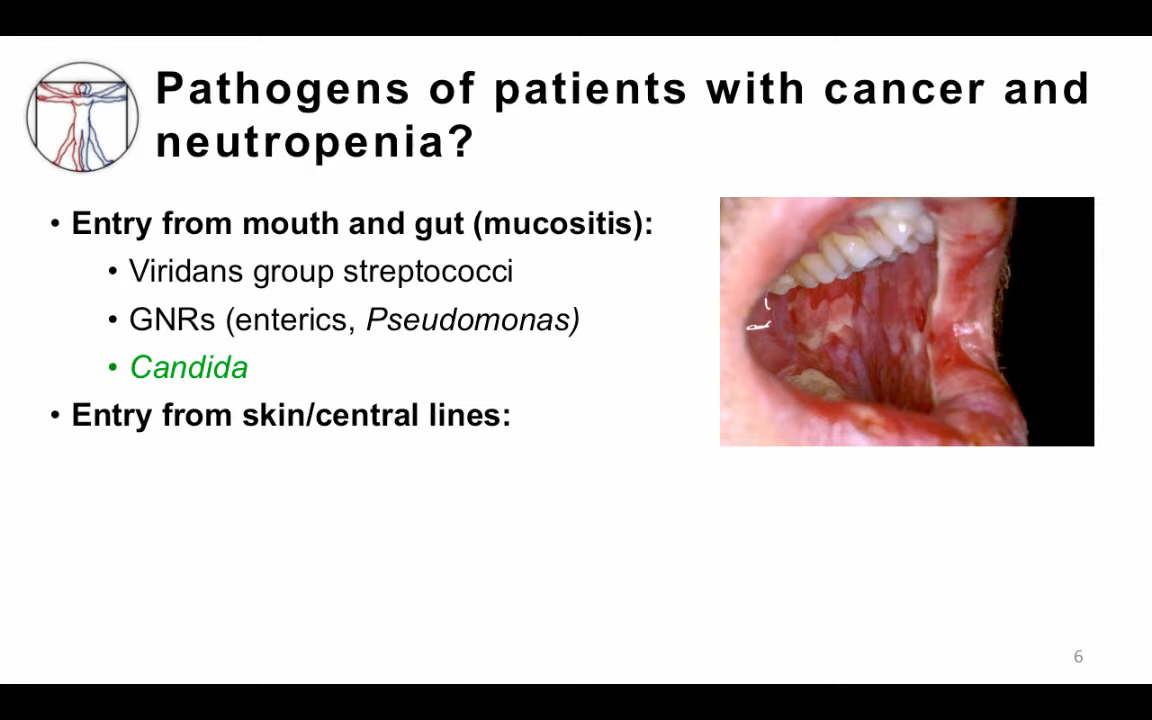 Pathogens of patients with cancer and
neutropenia?
• Entry from mouth and gut (mucositis):
• Viridans group streptococci
• GNRs (enterics, Pseudomonas)
• Candida
• Entry from skin/central lines:
6